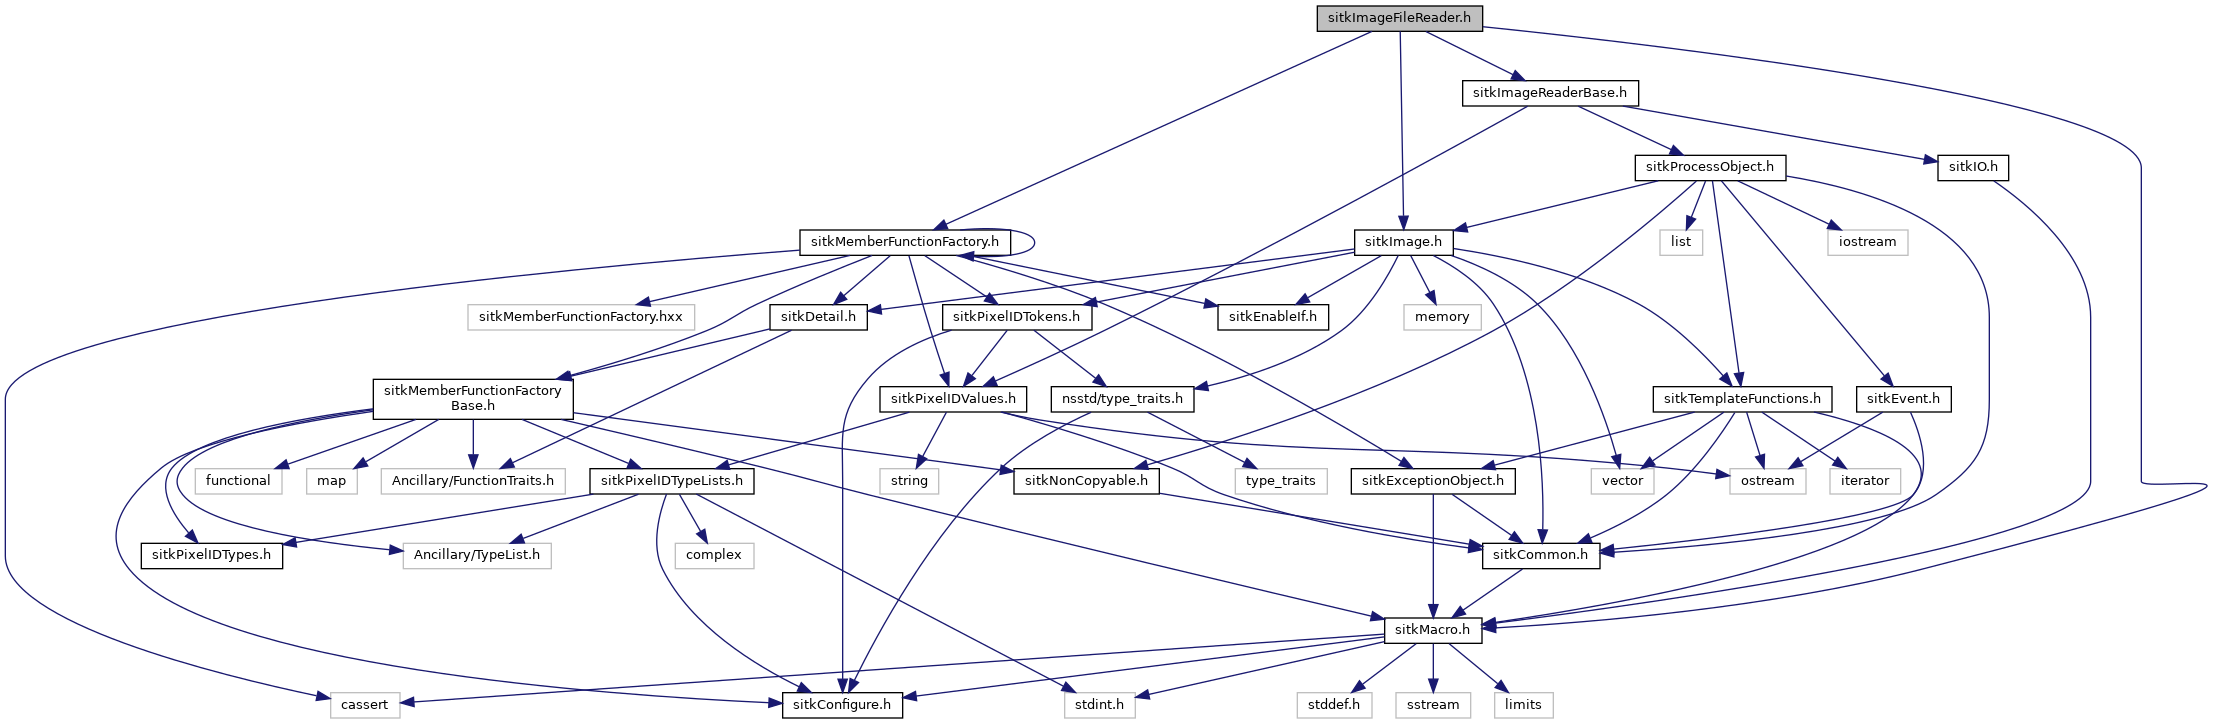 sitkImageFileReader.h
sitkImageReaderBase.h
sitkProcessObject.h
sitkIO.h
sitkMemberFunctionFactory.h
sitkImage.h
list
iostream
sitkMemberFunctionFactory.hxx
sitkDetail.h
sitkPixelIDTokens.h
sitkEnableIf.h
memory
sitkMemberFunctionFactory
Base.h
sitkPixelIDValues.h
nsstd/type_traits.h
sitkTemplateFunctions.h
sitkEvent.h
functional
map
Ancillary/FunctionTraits.h
sitkPixelIDTypeLists.h
string
sitkNonCopyable.h
type_traits
sitkExceptionObject.h
vector
ostream
iterator
sitkPixelIDTypes.h
Ancillary/TypeList.h
complex
sitkCommon.h
sitkMacro.h
cassert
sitkConfigure.h
stdint.h
stddef.h
sstream
limits